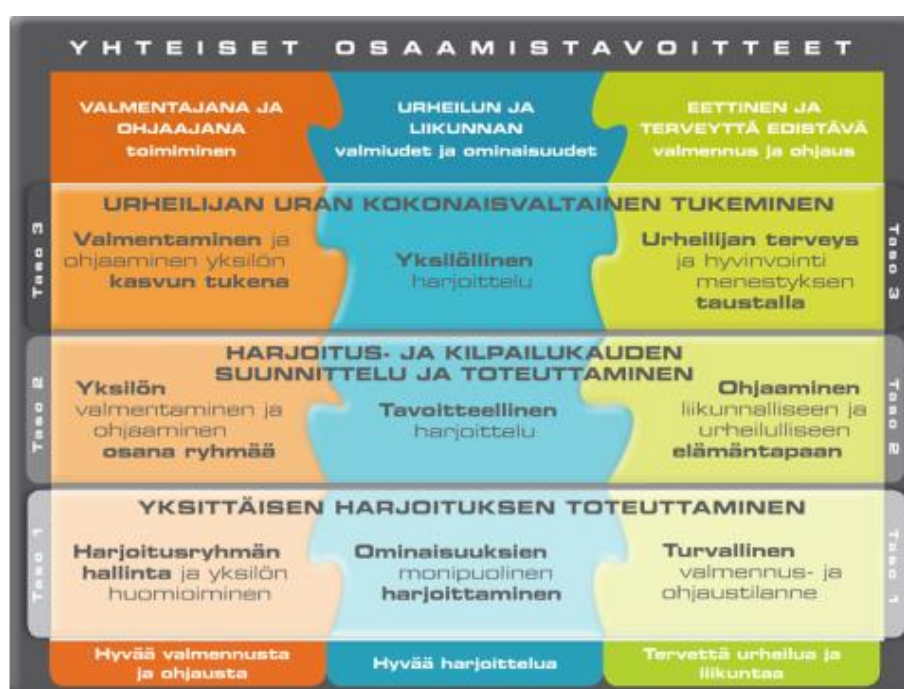 YHTEISET OSAAMISTAVOITTEET
VALMENTAJANA JA
OHJAAJANA
toimiminen
URHEILUN JA
LIIKUNNAN
valmiudet ja ominaisuudet
EETTINEN JA
TERVEYTTÄ EDISTÄVÄ
valmennus ja ohjaus
Taso 3
URHEILIJAN URAN KOKONAISVALTAINEN TUKEMINEN
Valmentaminen ja
ohjaaminen yksilön
kasvun tukena
Yksilöllinen
harjoittelu
Urheilijan terveys
ja hyvinvointi
menestyksen
taustalla
Taso 3
Taso 2
HARJOITUS- JA KILPAILUKAUDEN
SUUNNITTELU JA TOTEUTTAMINEN
Yksilön
valmentaminen ja
ohjaaminen
osana ryhmää
Tavoitteellinen
harjoittelu
Ohjaaminen
liikunnalliseen ja
urheilulliseen
elämäntapaan
Taso 2
Taso 1
YKSITTÄISEN HARJOITUKSEN TOTEUTTAMINEN
Harjoitusryhmän
hallinta ja yksilön
huomioiminen
Ominaisuuksien
monipuolinen
harjoittaminen
Turvallinen
valmennus- ja
ohjaustilanne
Taso 1
Hyvää valmennusta
ja ohjausta
Hyvää harjoittelua
Tervettä urheilua ja
liikuntaa